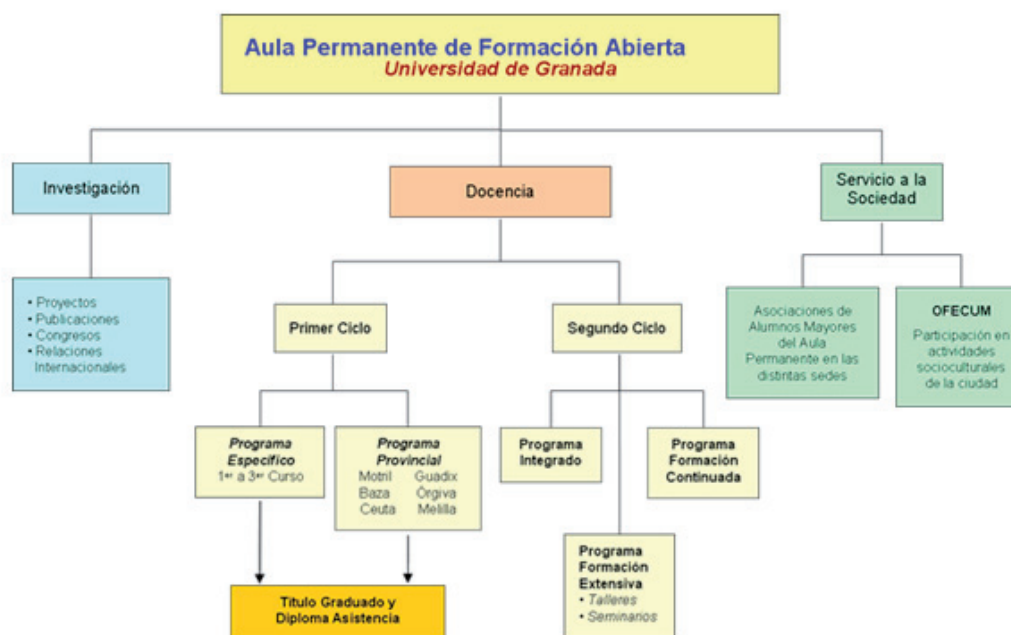 Aula Permanente de Formación Abierta
Universidad de Granada
Investigación
Docencia
Servicio a la
Sociedad
• Proyectos
• Publicaciones
• Congresos
• Relaciones
Internacionales
Primer Ciclo
Segundo Ciclo
Asociaciones de
Alumnos Mayores
del Aula
Permanente en las
distintas sedes
OFECUM
Participación en
actividades
socioculturales
de la ciudad
Programa
Específico
1er a 3er Curso
Programa
Provincial
Motril Guadix
Baza Órgiva
Ceuta Melilla
Programa
Integrado
Programa
Formación
Continuada
Programa
Formación
Extensiva
• Talleres
• Seminarios
Titulo Graduado y
Diploma Asistencia